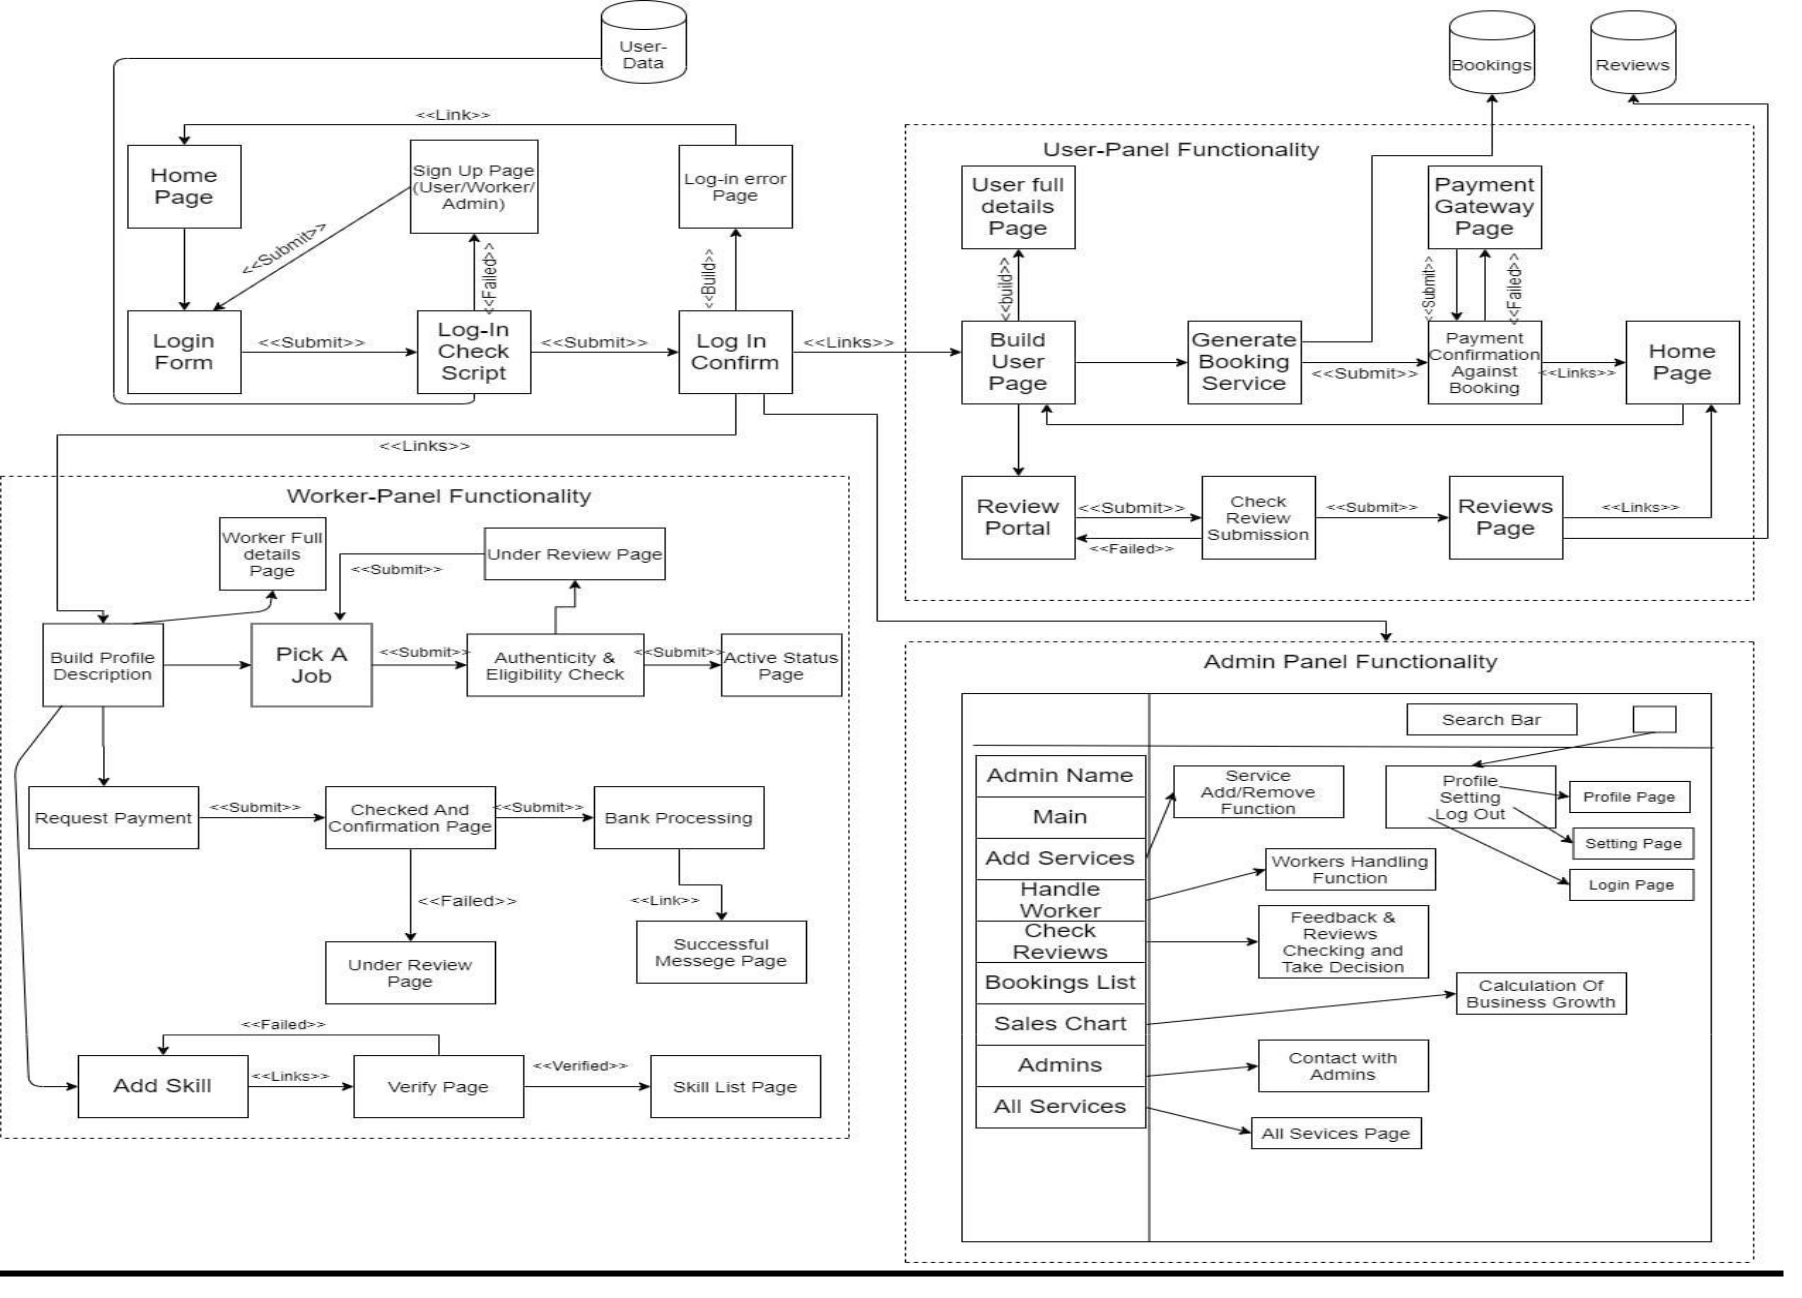 User-
Data
Bookings
Reviews
<<Link>>
Home
Page
Sign Up Page
(User/Worker/
Admin)
Log-in error
Page
<<Submit>>
<<Failed>>
<<Build>>
Login
Form
<<Submit>>
Log-In
Check
Script
<<Submit>>
Log In
Confirm
<<Links>>
<<Links>>
User-Panel Functionality
User full
details
Page
Payment
Gateway
Page
<<build>>
<<Submit>>
<<Failed>>
Build
User
Page
Generate
Booking
Service
<<Submit>>
Payment
Confirmation
Against
Booking
<<Links>>
Home
Page
Review
Portal
<<Submit>>
<<Failed>>
Check
Review
Submission
<<Submit>>
Reviews
Page
<<Links>>
Worker-Panel Functionality
Worker Full
details
Page
Under Review Page
<<Submit>>
Build Profile
Description
Pick A
Job
<<Submit>>
Authenticity &
Eligibility Check
<<Submit>>
Active Status
Page
Request Payment
<<Submit>>
Checked And
Confirmation Page
<<Submit>>
Bank Processing
<<Failed>>
<<Link>>
Under Review
Page
Successful
Messege Page
<<Failed>>
Add Skill
<<Links>>
Verify Page
<<Verified>>
Skill List Page
Admin Panel Functionality
Search Bar
Admin Name
Main
Add Services
Handle
Worker
Check
Reviews
Bookings List
Sales Chart
Admins
All Services
Service
Add/Remove
Function
Profile
Setting
Log Out
Profile Page
Setting Page
Login Page
Workers Handling
Function
Feedback &
Reviews
Checking and
Take Decision
Calculation Of
Business Growth
Contact with
Admins
All Sevices Page